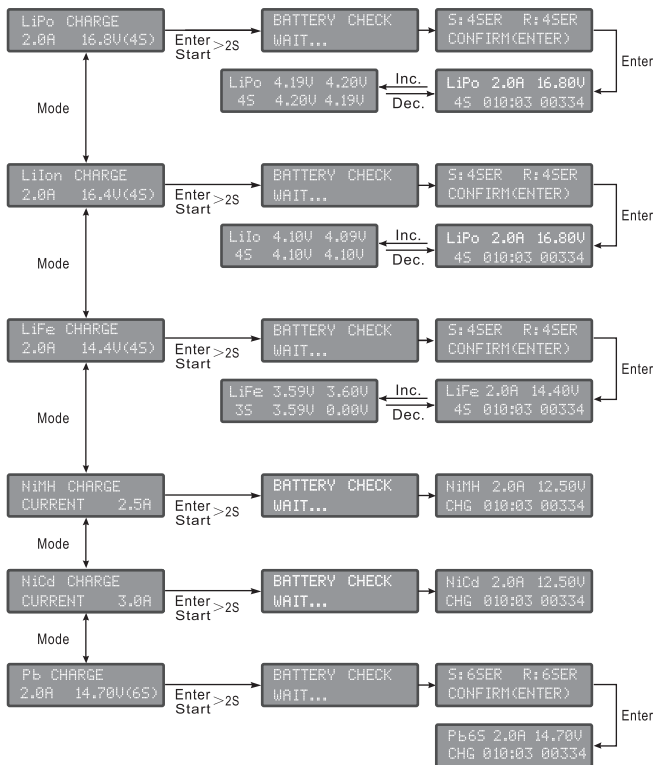 LiPo CHARGE
2.0A 16.8V(4S)
Enter
Start >2S
BATTERY CHECK
WAIT...
S:4SER R:4SER
CONFIRM(ENTER)
Enter
LiPo 4.19V 4.20V
4S 4.20V 4.19V
Inc.
Dec.
LiPo 2.0A 16.80V
4S 010:03 00334
Mode
LiIon CHARGE
2.0A 16.4V(4S)
Enter
Start >2S
BATTERY CHECK
WAIT...
S:4SER R:4SER
CONFIRM(ENTER)
Enter
LiIo 4.10V 4.09V
4S 4.10V 4.10V
Inc.
Dec.
LiPo 2.0A 16.80V
4S 010:03 00334
Mode
LiFe CHARGE
2.0A 14.4V(4S)
Enter
Start >2S
BATTERY CHECK
WAIT...
S:4SER R:4SER
CONFIRM(ENTER)
Enter
LiFe 3.59V 3.60V
3S 3.59V 0.00V
Inc.
Dec.
LiFe 2.0A 14.40V
4S 010:03 00334
Mode
NiMH CHARGE
CURRENT 2.5A
Enter
Start >2S
BATTERY CHECK
WAIT...
NiMH 2.0A 12.50V
CHG 010:03 00334
Mode
NiCd CHARGE
CURRENT 3.0A
Enter
Start >2S
BATTERY CHECK
WAIT...
NiCd 2.0A 12.50V
CHG 010:03 00334
Mode
Pb CHARGE
2.0A 14.70V(6S)
Enter
Start >2S
BATTERY CHECK
WAIT...
S:6SER R:6SER
CONFIRM(ENTER)
Enter
Pb6S 2.0A 14.70V
CHG 010:03 00334